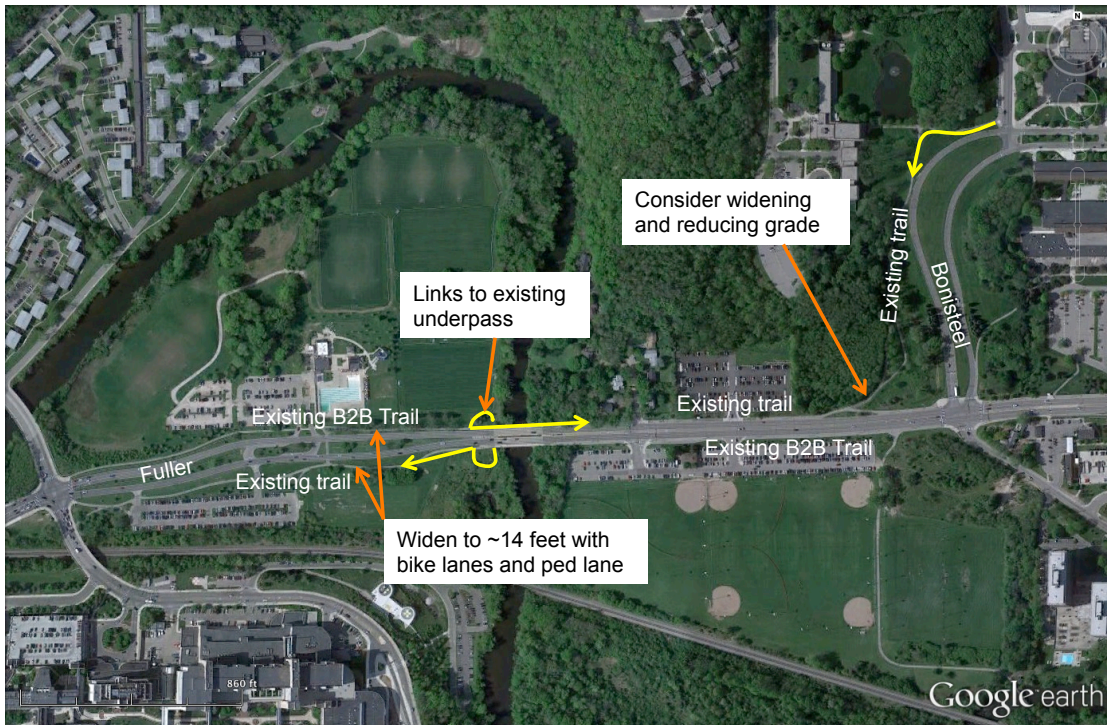 N
Consider widening
and reducing grade
Existing trail
Bonisteel
Links to existing
underpass
Existing trail
Existing B2B Trail
Existing B2B Trail
Fuller
Existing trail
Widen to ~14 feet with
bike lanes and ped lane
860 ft
Google earth